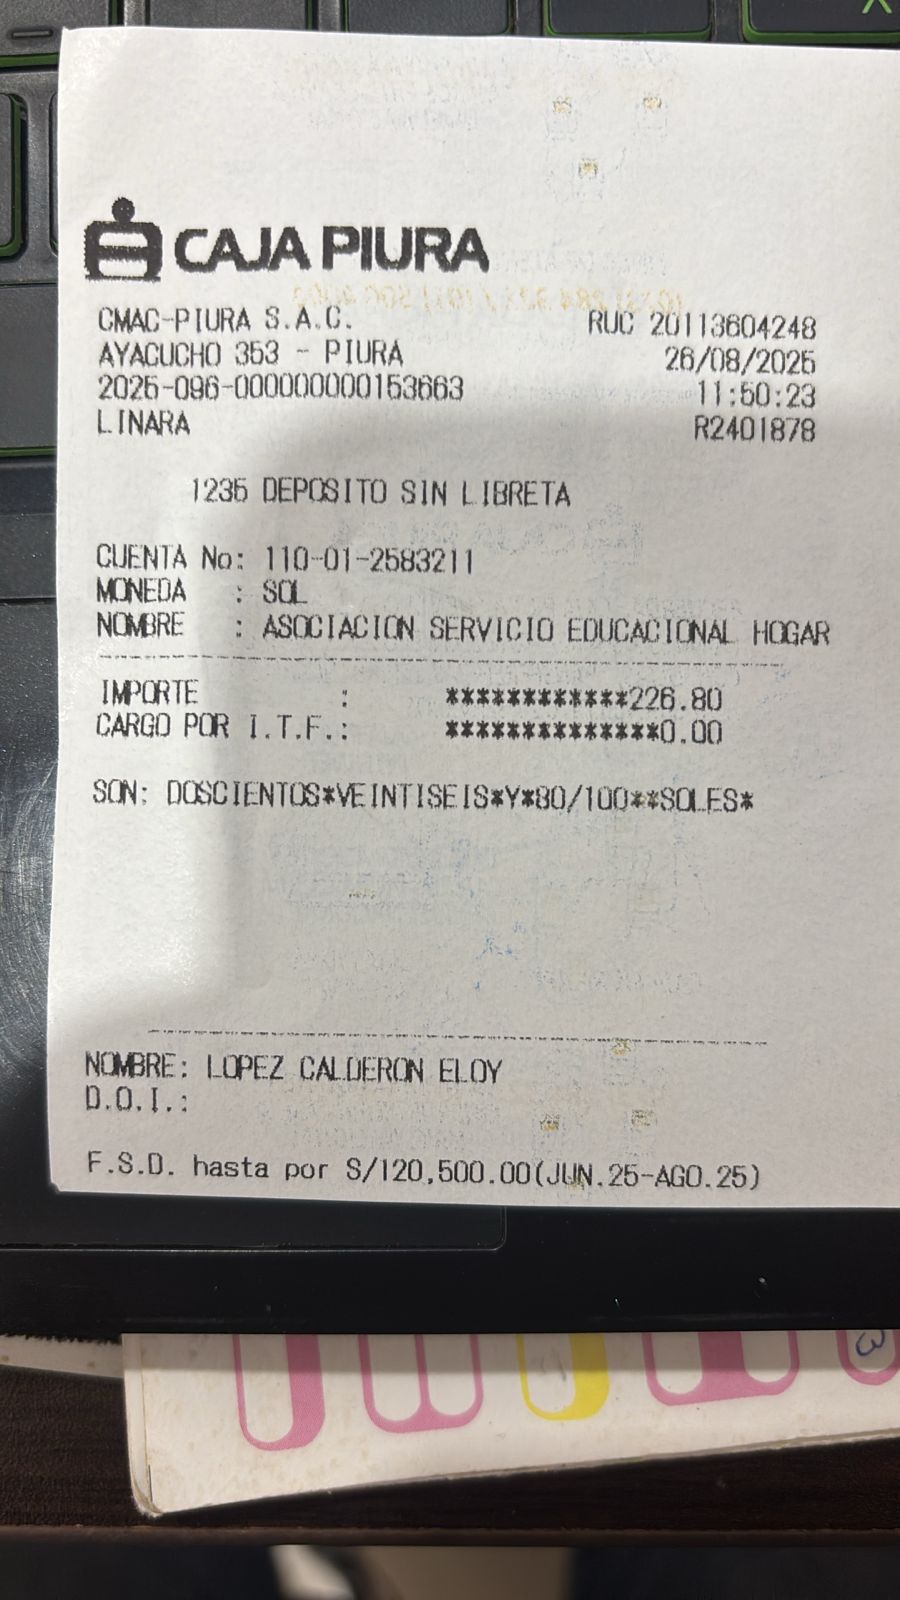 CAJA PIURA
CMAC-PIURA S.A.C. RUC 20113604248
AYACUCHO 353 - PIURA 26/08/2025
2025-096-000000000153663 11:50:23
LINARA R2401878
1235 DEPOSITO SIN LIBRETA
CUENTA No: 110-01-2583211
MONEDA : SOL
NOMBRE : ASOCIACION SERVICIO EDUCACIONAL HOGAR
IMPORTE : ************226.80
CARGO POR I.T.F.: **************0.00
SON: DOSCIENTOS*VEINTISEIS*Y*80/100**SOLES*
NOMBRE: LOPEZ CALDERON ELOY
D.O.I.:
F.S.D. hasta por S/120,500.00(JUN.25-AGO.25)